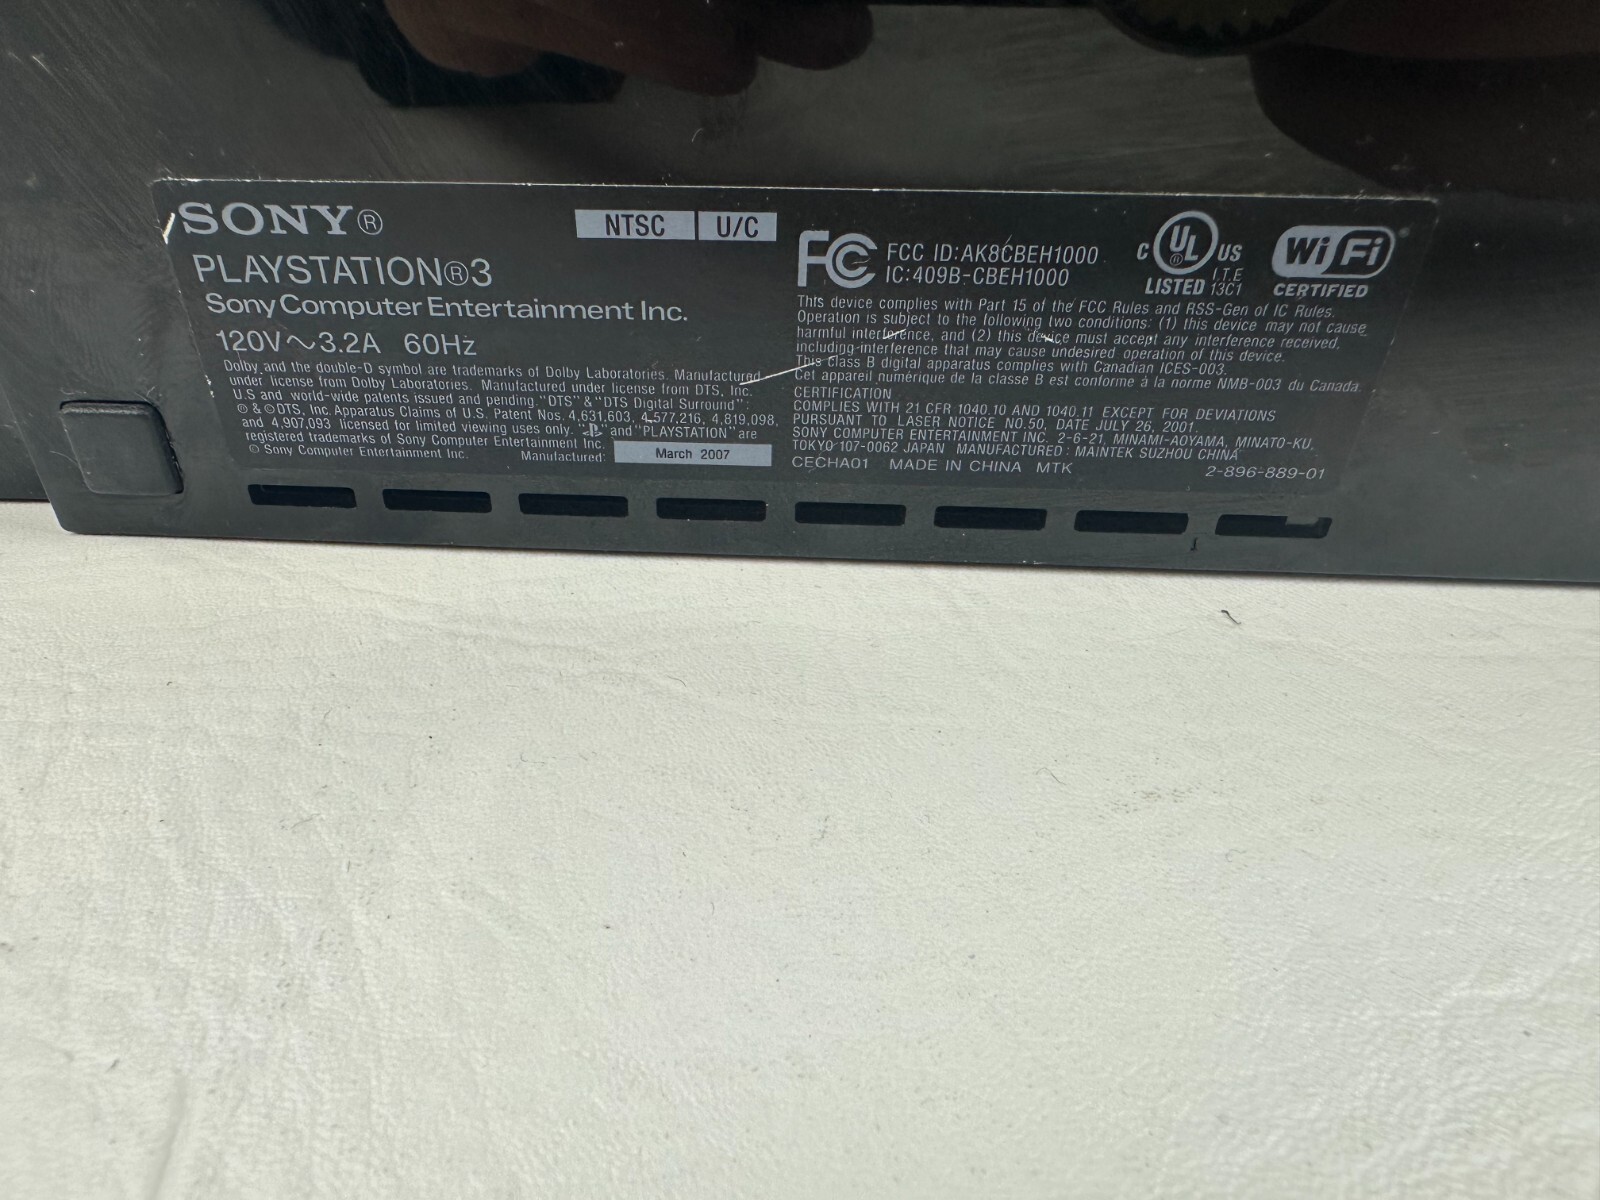 SONY®
NTSC U/C
PLAYSTATION®3
Sony Computer Entertainment Inc.
120V~3.2A 60Hz
Dolby and the double-D symbol are trademarks of Dolby Laboratories. Manufactured
under license from Dolby Laboratories. Manufactured under license from DTS, Inc.
U.S and world-wide patents issued and pending. "DTS" & "DTS Digital Surround":
® & © DTS, Inc. Apparatus Claims of U.S. Patent Nos. 4,631,603, 4,577,216, 4,819,098,
and 4,907,093 licensed for limited viewing uses only. " " and "PLAYSTATION" are
registered trademarks of Sony Computer Entertainment Inc.
© Sony Computer Entertainment Inc.
Manufactured: March 2007
FCC ID:AK8CBEH1000
IC:409B-CBEH1000
C UL® US
LISTED I.T.E 13C1
Wi Fi
CERTIFIED
This device complies with Part 15 of the FCC Rules and RSS-Gen of IC Rules.
Operation is subject to the following two conditions: (1) this device may not cause
harmful interference, and (2) this device must accept any interference received,
including interference that may cause undesired operation of this device.
This Class B digital apparatus complies with Canadian ICES-003.
Cet appareil numérique de la classe B est conforme à la norme NMB-003 du Canada.
CERTIFICATION
COMPLIES WITH 21 CFR 1040.10 AND 1040.11 EXCEPT FOR DEVIATIONS
PURSUANT TO LASER NOTICE NO.50, DATE JULY 26, 2001.
SONY COMPUTER ENTERTAINMENT INC. 2-6-21, MINAMI-AOYAMA, MINATO-KU,
TOKYO 107-0062 JAPAN MANUFACTURED : MAINTEK SUZHOU CHINA
CECHA01 MADE IN CHINA MTK 2-896-889-01